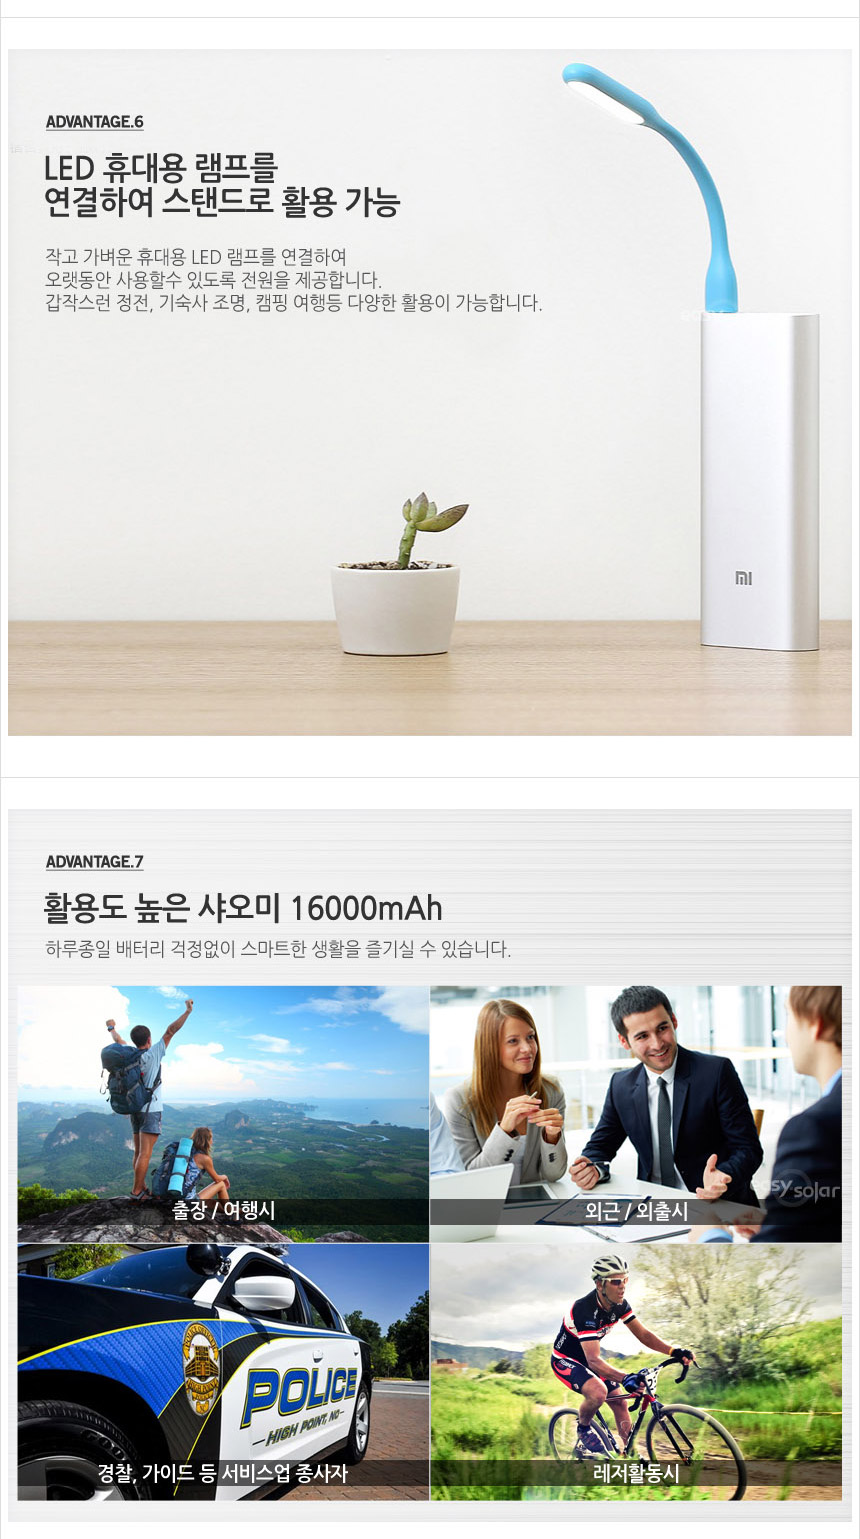 ADVANTAGE.6
LED 휴대용 램프를
연결하여 스탠드로 활용 가능
작고 가벼운 휴대용 LED 램프를 연결하여
오랫동안 사용할수 있도록 전원을 제공합니다.
갑작스런 정전, 기숙사 조명, 캠핑 여행등 다양한 활용이 가능합니다.
mi
ADVANTAGE.7
활용도 높은 샤오미 16000mAh
하루종일 배터리 걱정없이 스마트한 생활을 즐기실 수 있습니다.
easy solar
출장 / 여행시
외근 / 외출시
POLICE
HIGH POINT, NC
경찰, 가이드 등 서비스업 종사자
레저활동시